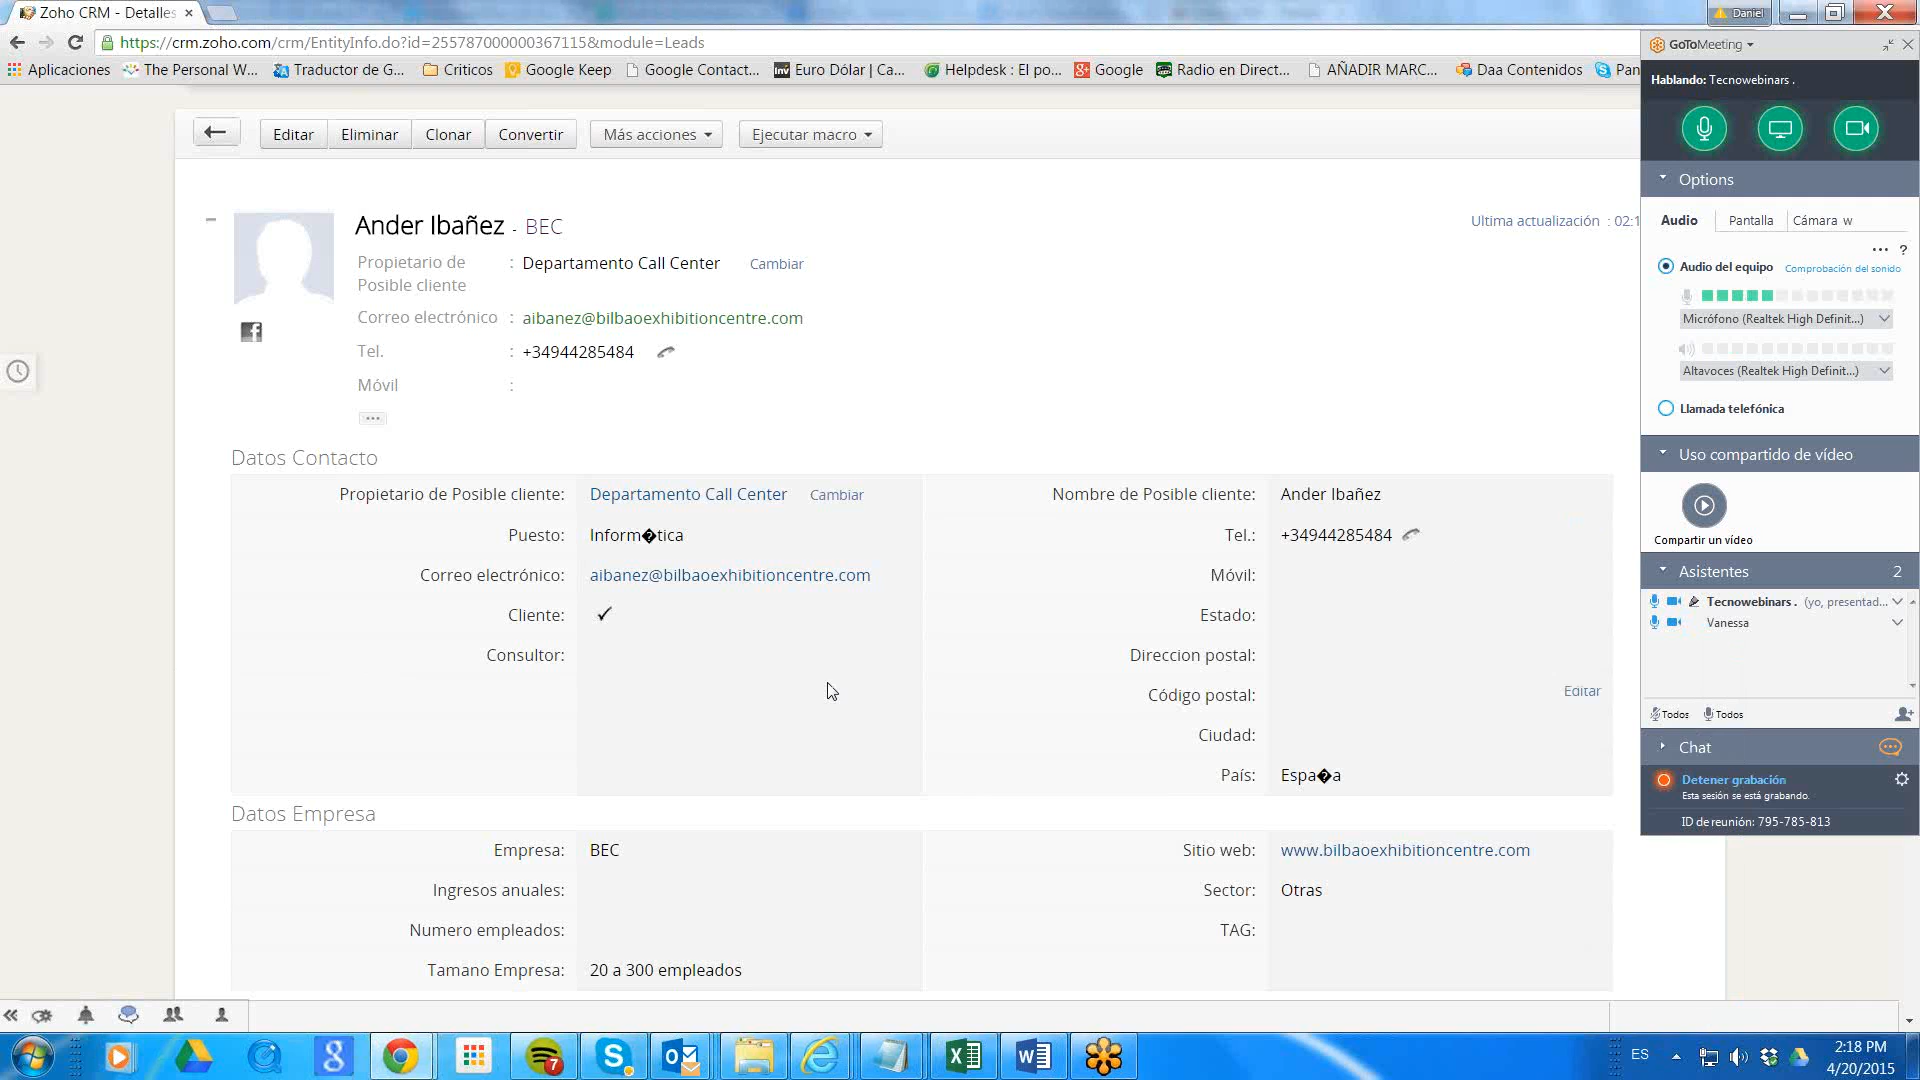 Zoho CRM - Detalles
Daniel
https://crm.zoho.com/crm/EntityInfo.do?id=255787000000367115&module=Leads
Aplicaciones The Personal W... Traductor de G... Criticos Google Keep Google Contact... Euro Dólar | Ca... Helpdesk : El po... Google Radio en Direct... AÑADIR MARC... Daa Contenidos Pan
Editar Eliminar Clonar Convertir Más acciones Ejecutar macro
Ander Ibañez - BEC
Ultima actualización : 02:1
Propietario de Posible cliente : Departamento Call Center Cambiar
Correo electrónico : aibanez@bilbaoexhibitioncentre.com
Tel. : +34944285484
Móvil :
Datos Contacto
Propietario de Posible cliente: Departamento Call Center Cambiar
Nombre de Posible cliente: Ander Ibañez
Puesto: Inform�tica
Tel.: +34944285484
Correo electrónico: aibanez@bilbaoexhibitioncentre.com
Móvil:
Cliente: ✓
Estado:
Consultor:
Direccion postal:
Código postal:
Editar
Ciudad:
País: Espa�a
Datos Empresa
Empresa: BEC
Sitio web: www.bilbaoexhibitioncentre.com
Ingresos anuales:
Sector: Otras
Numero empleados:
TAG:
Tamano Empresa: 20 a 300 empleados
GoToMeeting
Hablando: Tecnowebinars .
Options
Audio Pantalla Cámara w
... ?
Audio del equipo Comprobación del sonido
Micrófono (Realtek High Definit...)
Altavoces (Realtek High Definit...)
Llamada telefónica
Uso compartido de vídeo
Compartir un vídeo
Asistentes 2
Tecnowebinars . (yo, presentad...
Vanessa
Todos Todos
Chat
Detener grabación
Esta sesión se está grabando.
ID de reunión: 795-785-813
7
ES
2:18 PM
4/20/2015